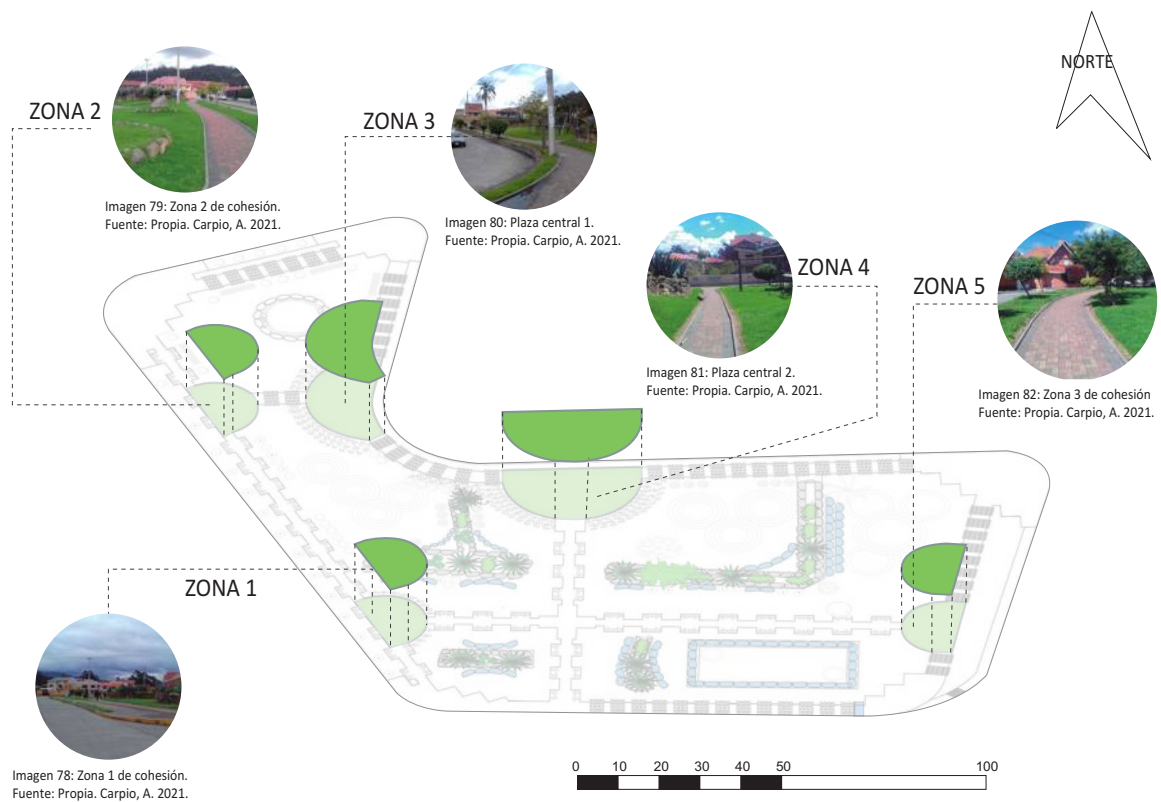 NORTE
ZONA 2
Imagen 79: Zona 2 de cohesión.
Fuente: Propia. Carpio, A. 2021.
ZONA 3
Imagen 80: Plaza central 1.
Fuente: Propia. Carpio, A. 2021.
ZONA 4
Imagen 81: Plaza central 2.
Fuente: Propia. Carpio, A. 2021.
ZONA 5
Imagen 82: Zona 3 de cohesión
Fuente: Propia. Carpio, A. 2021.
ZONA 1
Imagen 78: Zona 1 de cohesión.
Fuente: Propia. Carpio, A. 2021.
0 10 20 30 40 50 100